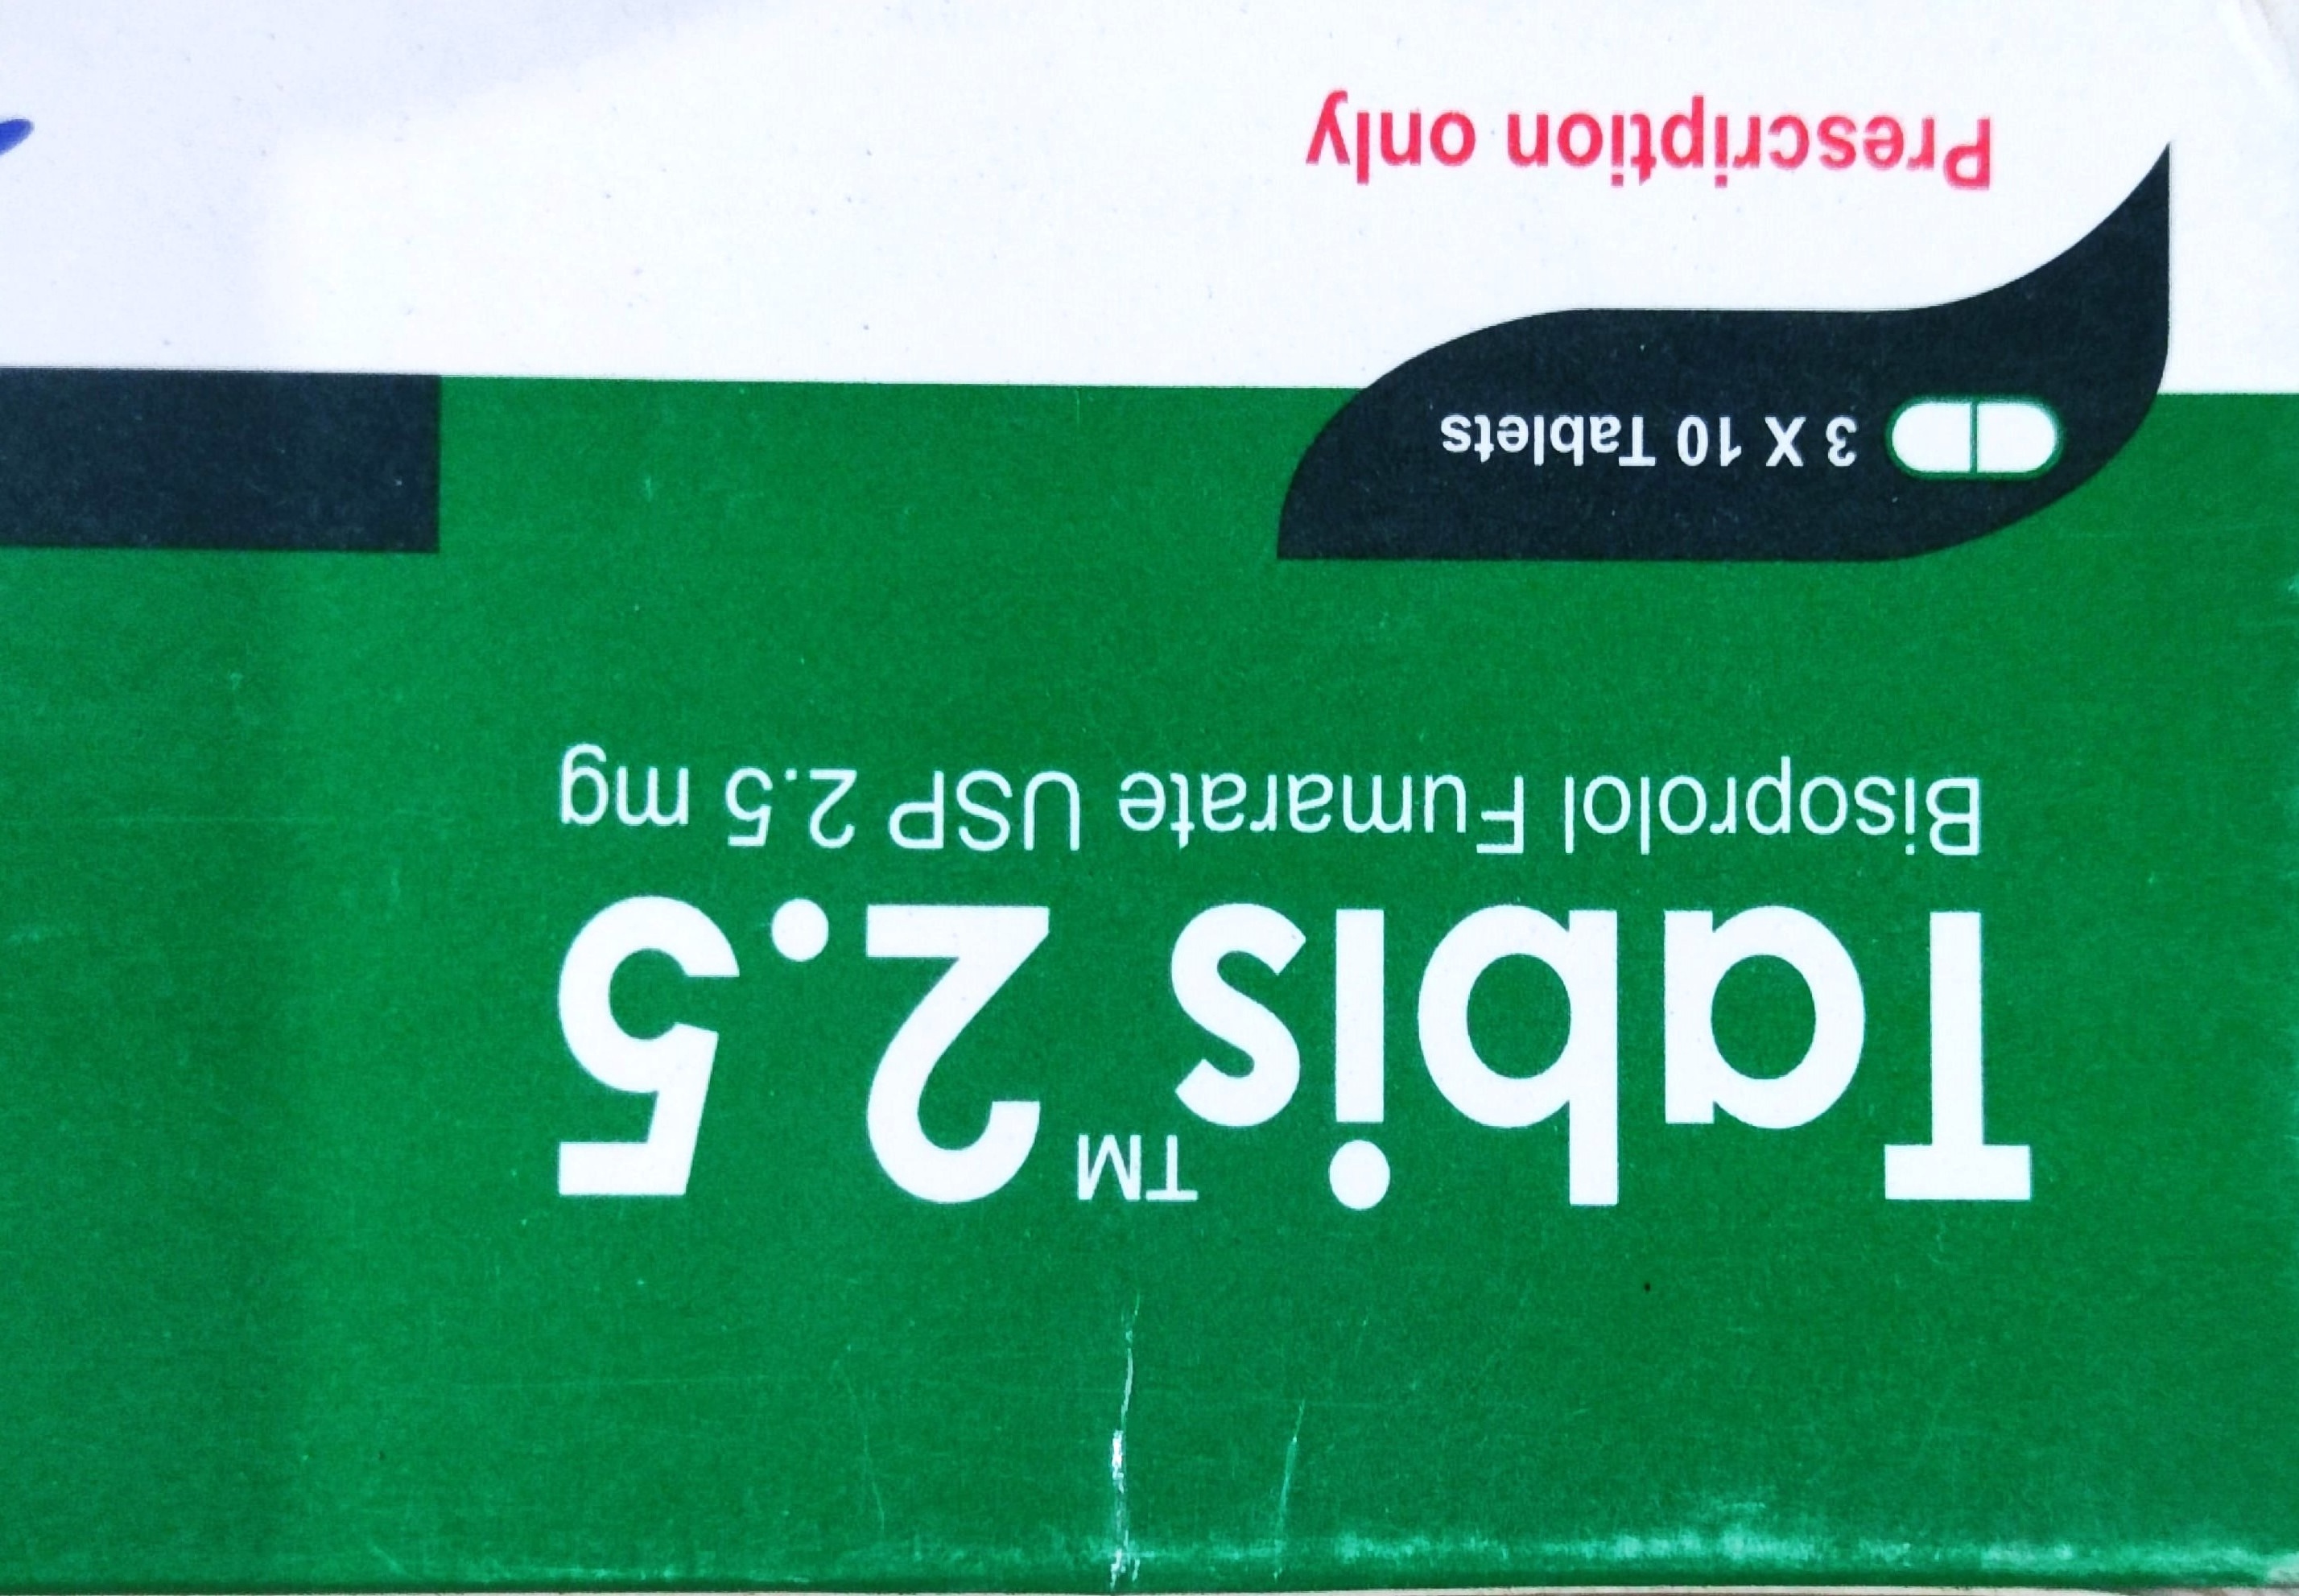 Tabis™ 2.5
Bisoprolol Fumarate USP 2.5 mg
3 X 10 Tablets
Prescription only